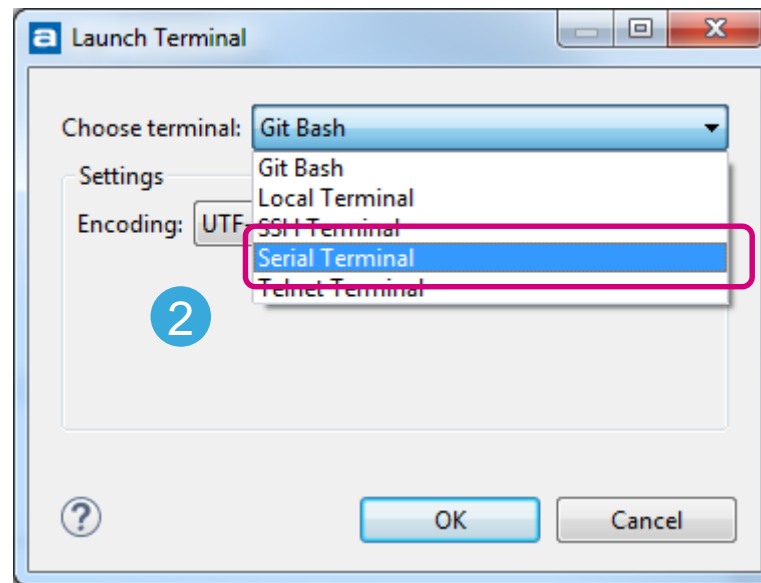 a Launch Terminal
Choose terminal: Git Bash
Git Bash
Settings
Local Terminal
Encoding: UTF-
SSH Terminal
Serial Terminal
Telnet Terminal
2
?
OK
Cancel